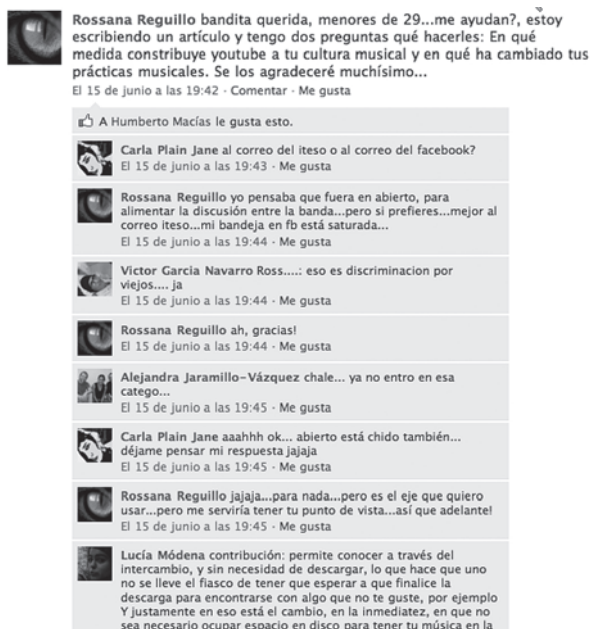 Rossana Reguillo bandita querida, menores de 29...me ayudan?, estoy
escribiendo un artículo y tengo dos preguntas qué hacerles: En qué
medida constribuye youtube a tu cultura musical y en qué ha cambiado tus
prácticas musicales. Se los agradeceré muchísimo...
El 15 de junio a las 19:42 · Comentar · Me gusta
A Humberto Macías le gusta esto.
Carla Plain Jane al correo del iteso o al correo del facebook?
El 15 de junio a las 19:43 · Me gusta
Rossana Reguillo yo pensaba que fuera en abierto, para
alimentar la discusión entre la banda...pero si prefieres...mejor al
correo iteso...mi bandeja en fb está saturada...
El 15 de junio a las 19:44 · Me gusta
Victor Garcia Navarro Ross....: eso es discriminacion por
viejos.... ja
El 15 de junio a las 19:44 · Me gusta
Rossana Reguillo ah, gracias!
El 15 de junio a las 19:44 · Me gusta
Alejandra Jaramillo-Vázquez chale... ya no entro en esa
catego...
El 15 de junio a las 19:45 · Me gusta
Carla Plain Jane aaahhh ok... abierto está chido también...
déjame pensar mi respuesta jajaja
El 15 de junio a las 19:45 · Me gusta
Rossana Reguillo jajaja...para nada...pero es el eje que quiero
usar...pero me serviría tener tu punto de vista...así que adelante!
El 15 de junio a las 19:45 · Me gusta
Lucía Módena contribución: permite conocer a través del
intercambio, y sin necesidad de descargar, lo que hace que uno
no se lleve el fiasco de tener que esperar a que finalice la
descarga para encontrarse con algo que no te guste, por ejemplo
Y justamente en eso está el cambio, en la inmediatez, en que no
sea necesario ocupar espacio en disco para tener tu música en la